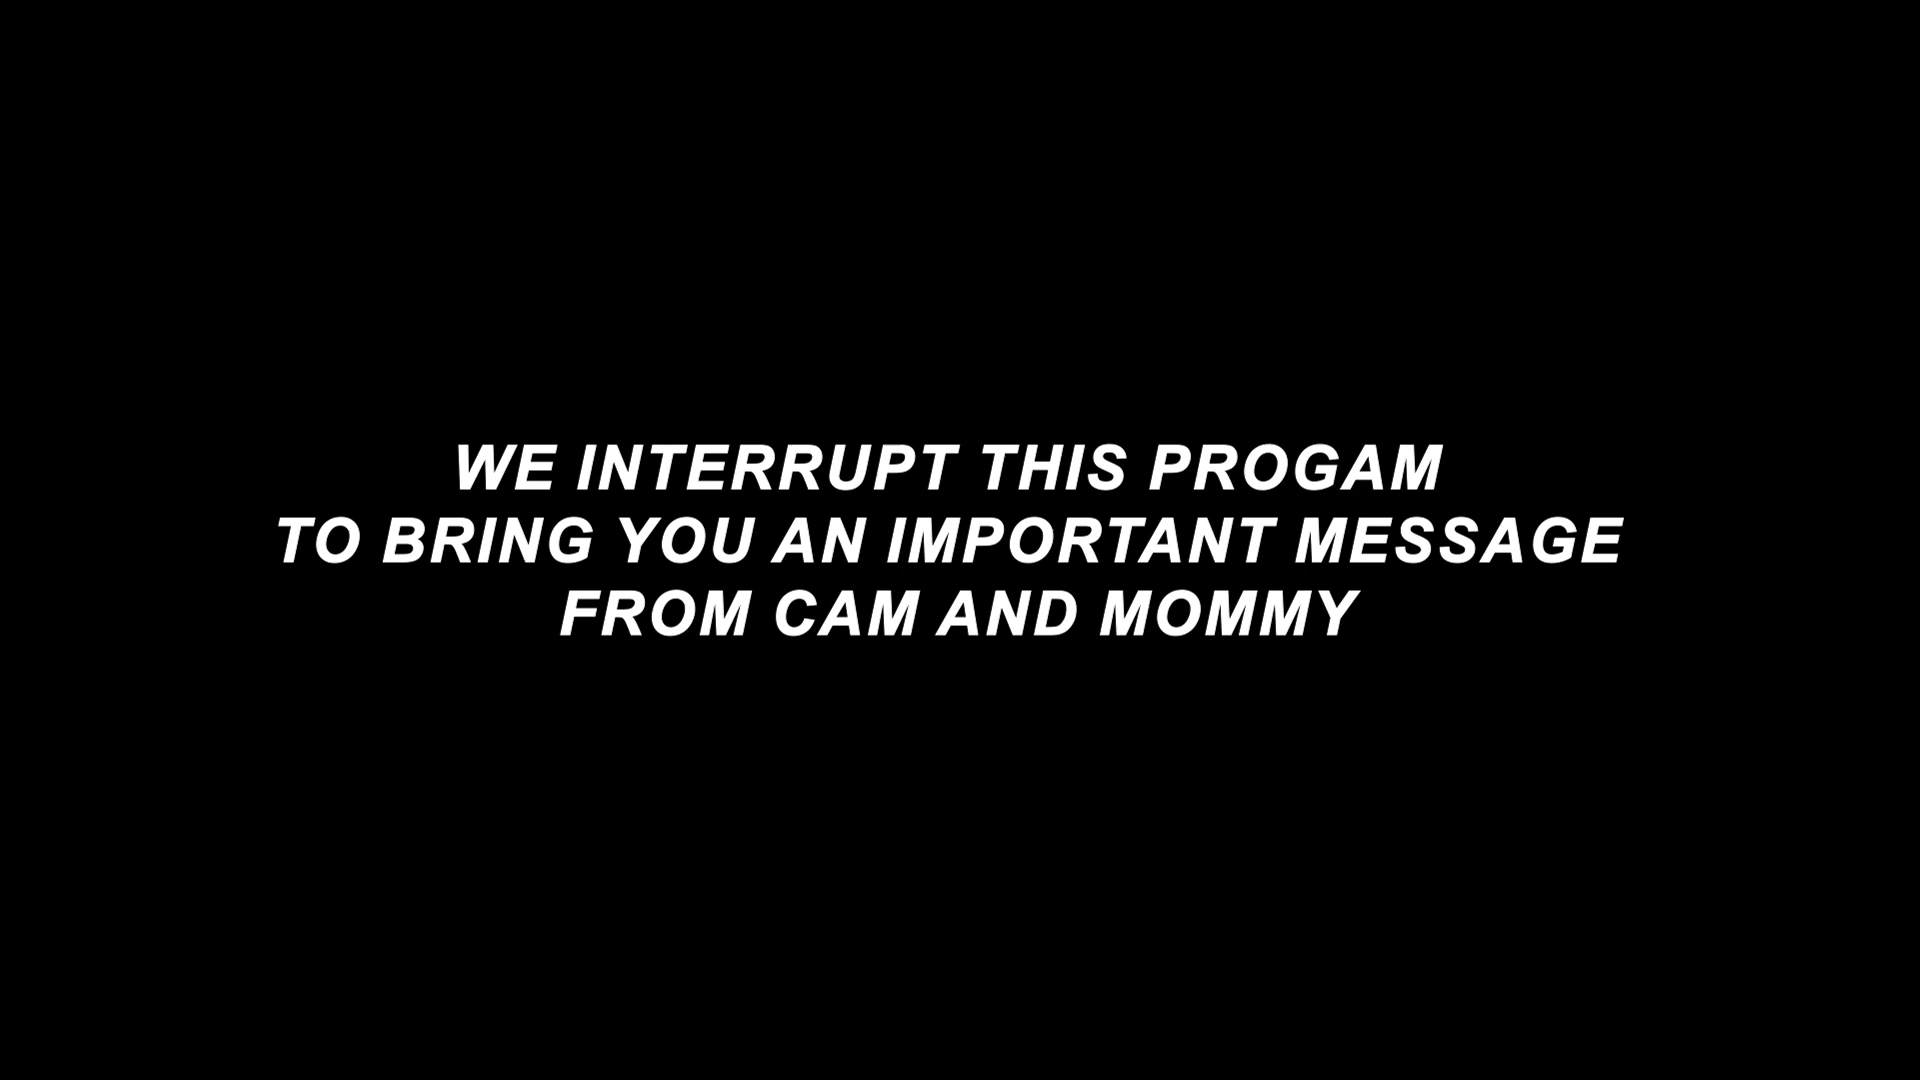 WE INTERRUPT THIS PROGAM
TO BRING YOU AN IMPORTANT MESSAGE
FROM CAM AND MOMMY